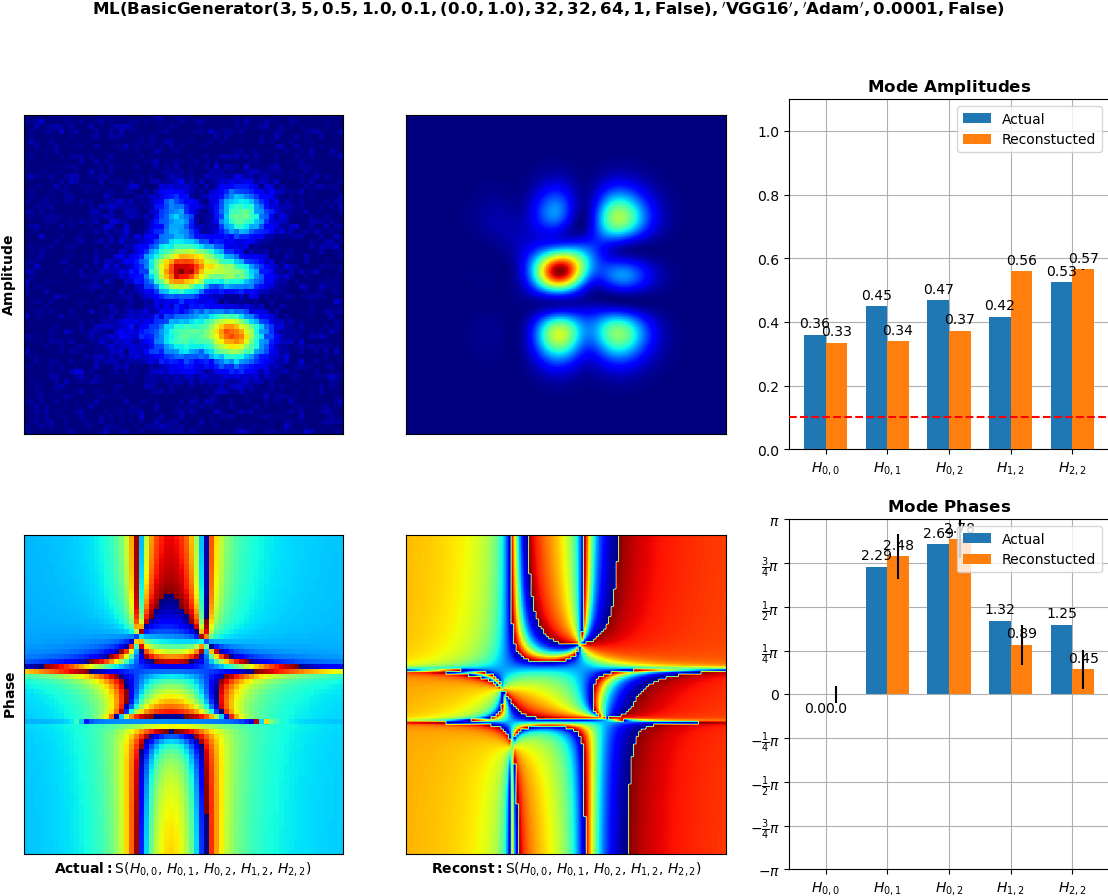 ML(BasicGenerator(3, 5, 0.5, 1.0, 0.1, (0.0, 1.0), 32, 32, 64, 1, False), ′VGG16′, ′Adam′, 0.0001, False)
Amplitude
Mode Amplitudes
Actual
Reconstucted
1.0
0.8
0.6
0.4
0.2
0.0
0.36
0.33
0.45
0.34
0.47
0.37
0.42
0.56
0.53
0.57
H0,0
H0,1
H0,2
H1,2
H2,2
Phase
Actual: S(H0,0, H0,1, H0,2, H1,2, H2,2)
Reconst: S(H0,0, H0,1, H0,2, H1,2, H2,2)
Mode Phases
Actual
Reconstucted
π
3/4π
1/2π
1/4π
0
−1/4π
−1/2π
−3/4π
−π
0.0
0.0
2.29
2.48
2.69
2.78
1.32
0.89
1.25
0.45
H0,0
H0,1
H0,2
H1,2
H2,2